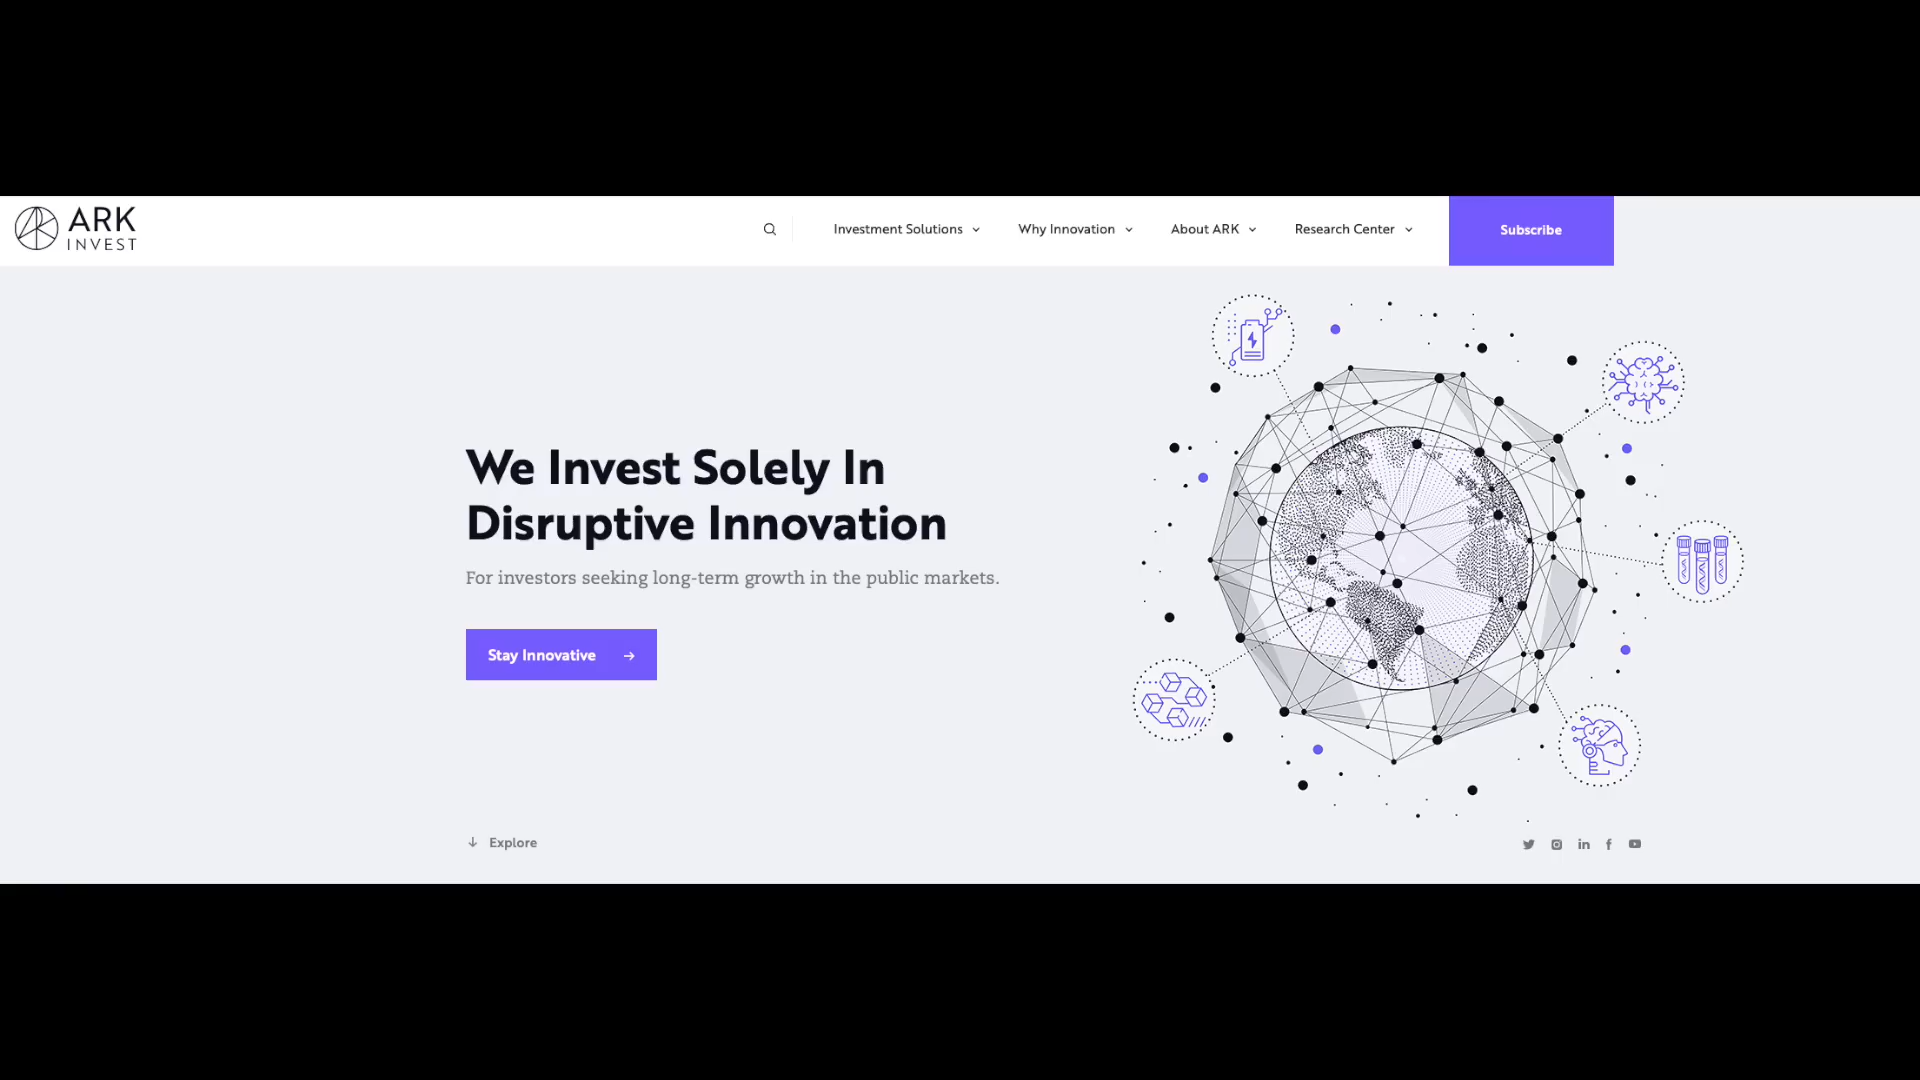 ARK
INVEST
Investment Solutions
Why Innovation
About ARK
Research Center
Subscribe
We Invest Solely In
Disruptive Innovation
For investors seeking long-term growth in the public markets.
Stay Innovative
Explore